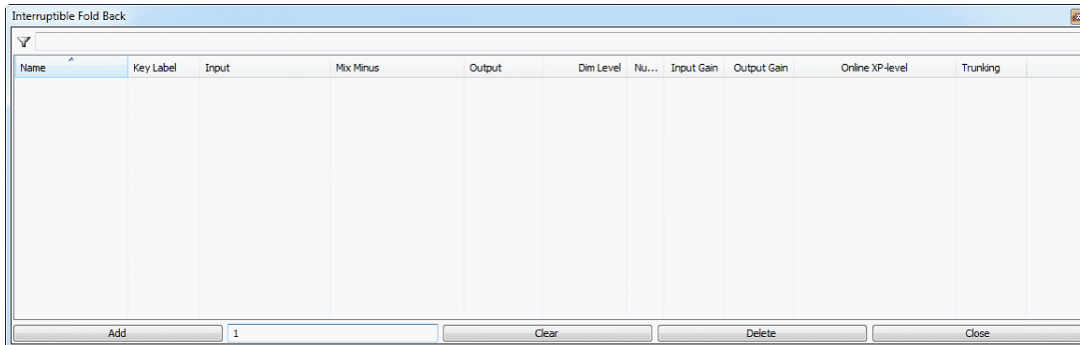 Interruptible Fold Back
Name Key Label Input Mix Minus Output Dim Level Nu... Input Gain Output Gain Online XP-level Trunking
Add 1 Clear Delete Close